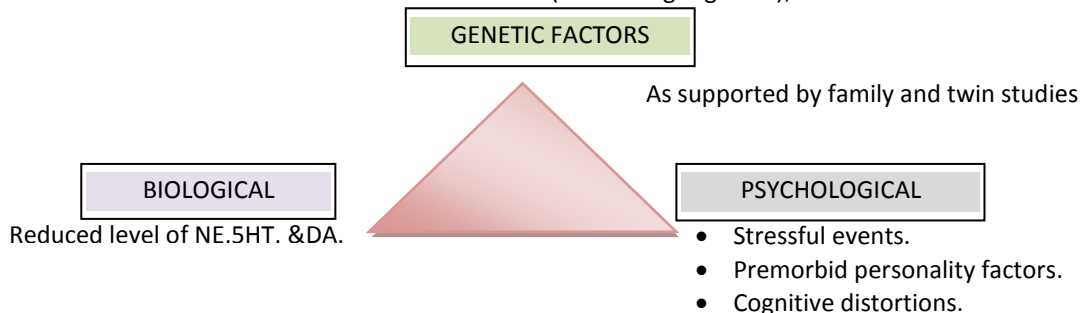 GENETIC FACTORS
As supported by family and twin studies
BIOLOGICAL
Reduced level of NE.5HT. &DA.
PSYCHOLOGICAL
• Stressful events.
• Premorbid personality factors.
• Cognitive distortions.